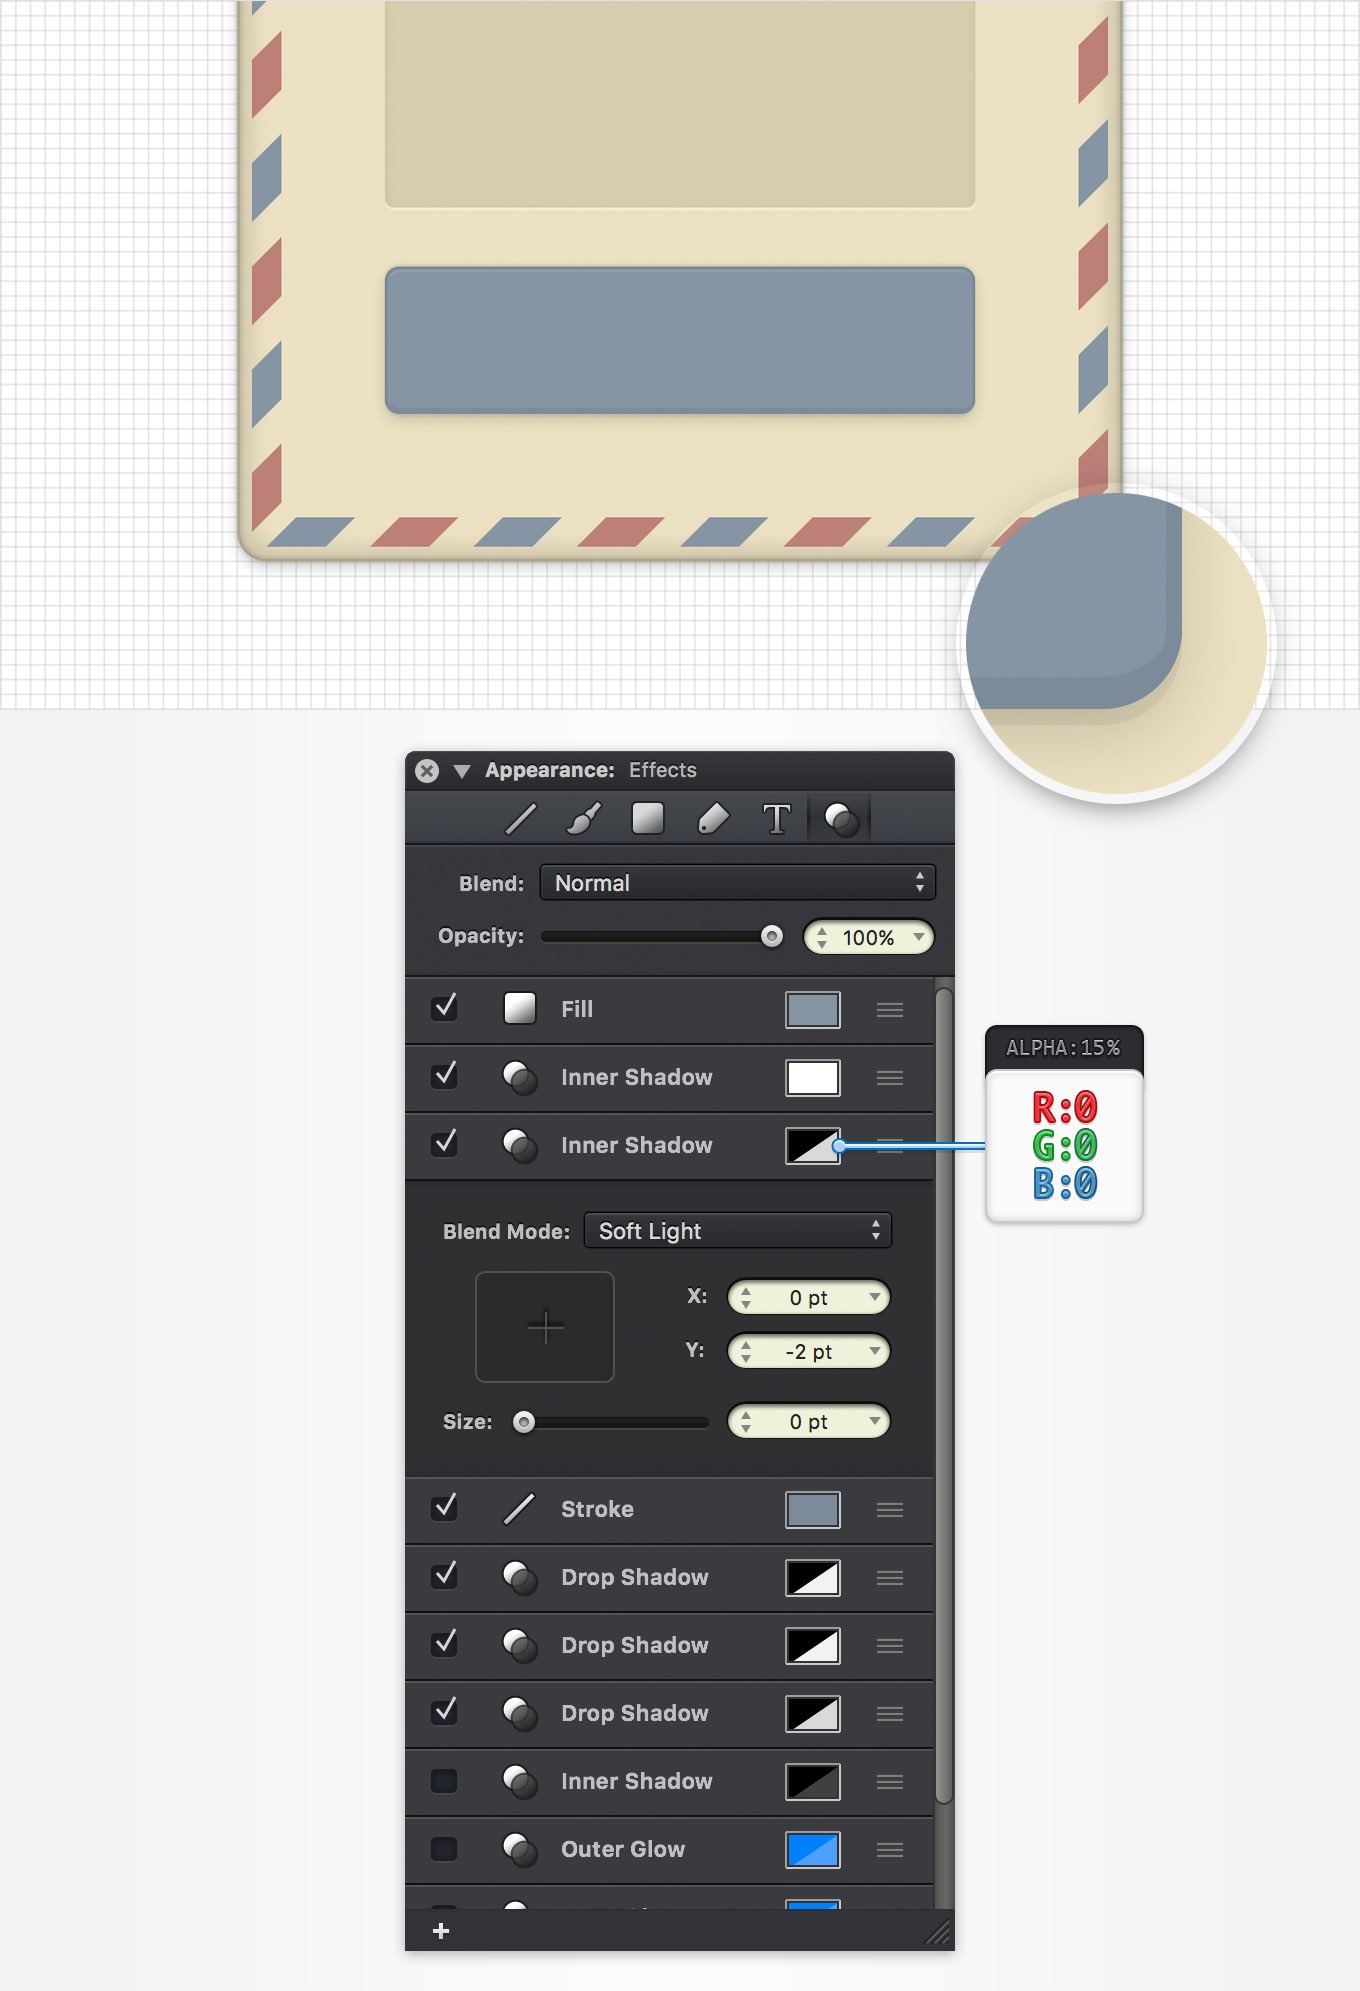 Appearance: Effects
Blend: Normal
Opacity: 100%
Fill
Inner Shadow
Inner Shadow
ALPHA:15%
R:0
G:0
B:0
Blend Mode: Soft Light
X: 0 pt
Y: -2 pt
Size: 0 pt
Stroke
Drop Shadow
Drop Shadow
Drop Shadow
Inner Shadow
Outer Glow